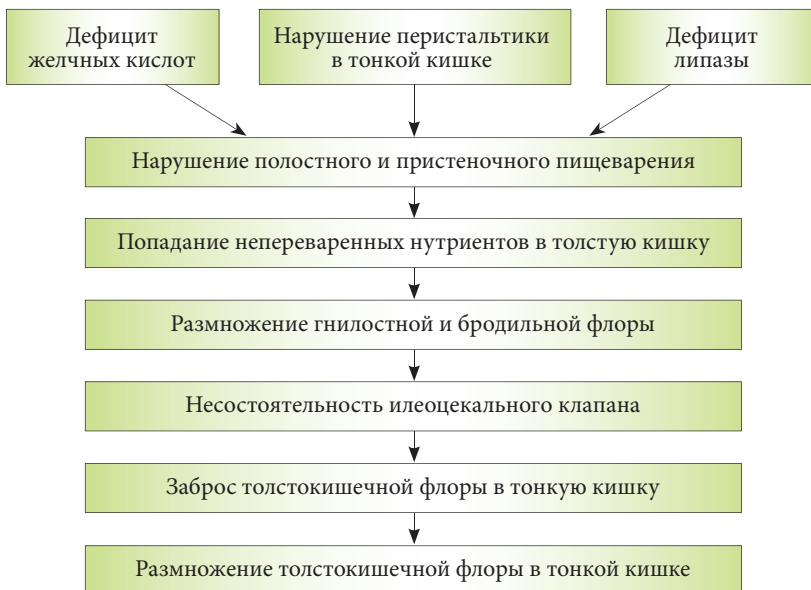 Дефицит
желчных кислот
Нарушение перистальтики
в тонкой кишке
Дефицит
липазы
Нарушение полостного и пристеночного пищеварения
Попадание непереваренных нутриентов в толстую кишку
Размножение гнилостной и бродильной флоры
Несостоятельность илеоцекального клапана
Заброс толстокишечной флоры в тонкую кишку
Размножение толстокишечной флоры в тонкой кишке